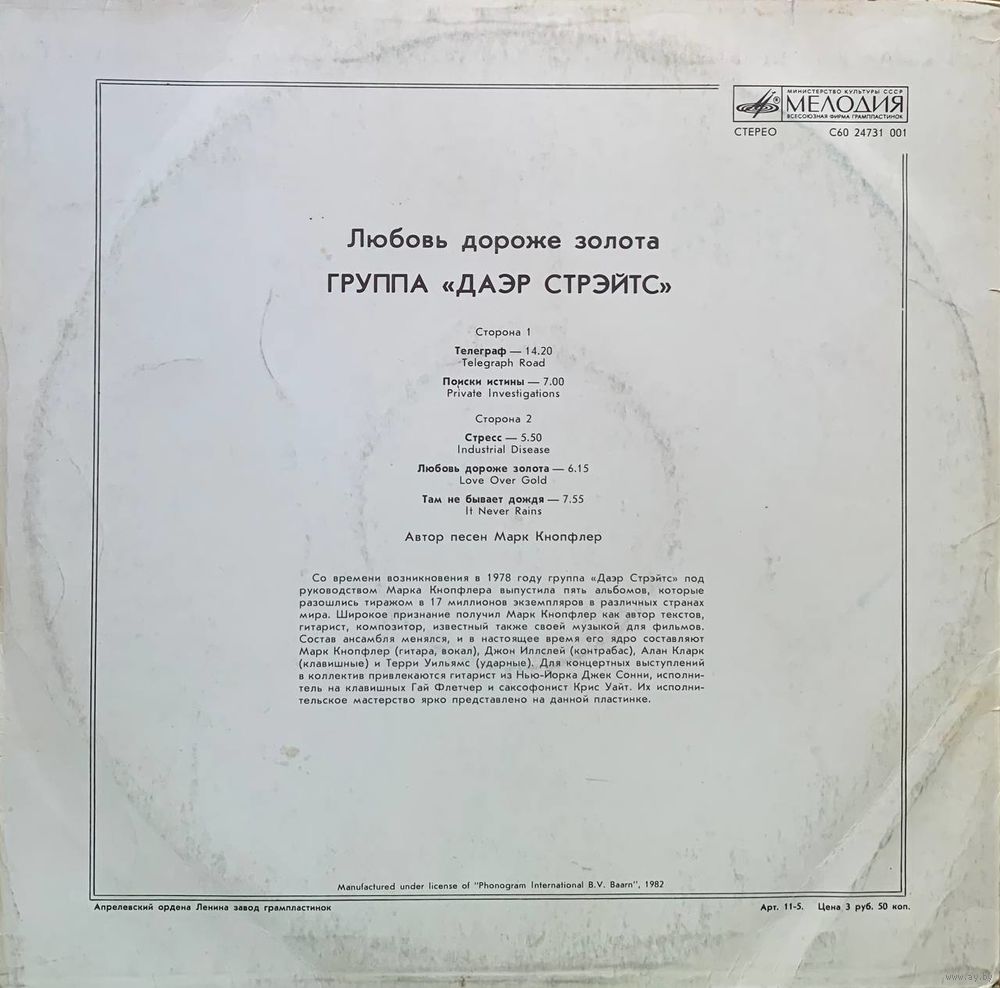 МИНИСТЕРСТВО КУЛЬТУРЫ СССР
МЕЛОДИЯ
ВСЕСОЮЗНАЯ ФИРМА ГРАМПЛАСТИНОК
СТЕРЕО С60 24731 001
Любовь дороже золота
ГРУППА «ДАЭР СТРЭЙТС»
Сторона 1
Телеграф — 14.20
Telegraph Road
Поиски истины — 7.00
Private Investigations
Сторона 2
Стресс — 5.50
Industrial Disease
Любовь дороже золота — 6.15
Love Over Gold
Там не бывает дождя — 7.55
It Never Rains
Автор песен Марк Кнопфлер
Со времени возникновения в 1978 году группа «Даэр Стрэйтс» под
руководством Марка Кнопфлера выпустила пять альбомов, которые
разошлись тиражом в 17 миллионов экземпляров в различных странах
мира. Широкое признание получил Марк Кнопфлер как автор текстов,
гитарист, композитор, известный также своей музыкой для фильмов.
Состав ансамбля менялся, и в настоящее время его ядро составляют
Марк Кнопфлер (гитара, вокал), Джон Иллслей (контрабас), Алан Кларк
(клавишные) и Терри Уильямс (ударные). Для концертных выступлений
в коллектив привлекаются гитарист из Нью-Йорка Джек Сонни, исполни-
тель на клавишных Гай Флетчер и саксофонист Крис Уайт. Их исполни-
тельское мастерство ярко представлено на данной пластинке.
Manufactured under license of "Phonogram International B.V. Baarn", 1982
Апрелевский ордена Ленина завод грампластинок Арт. 11-5. Цена 3 руб. 50 коп.
www.ay.by